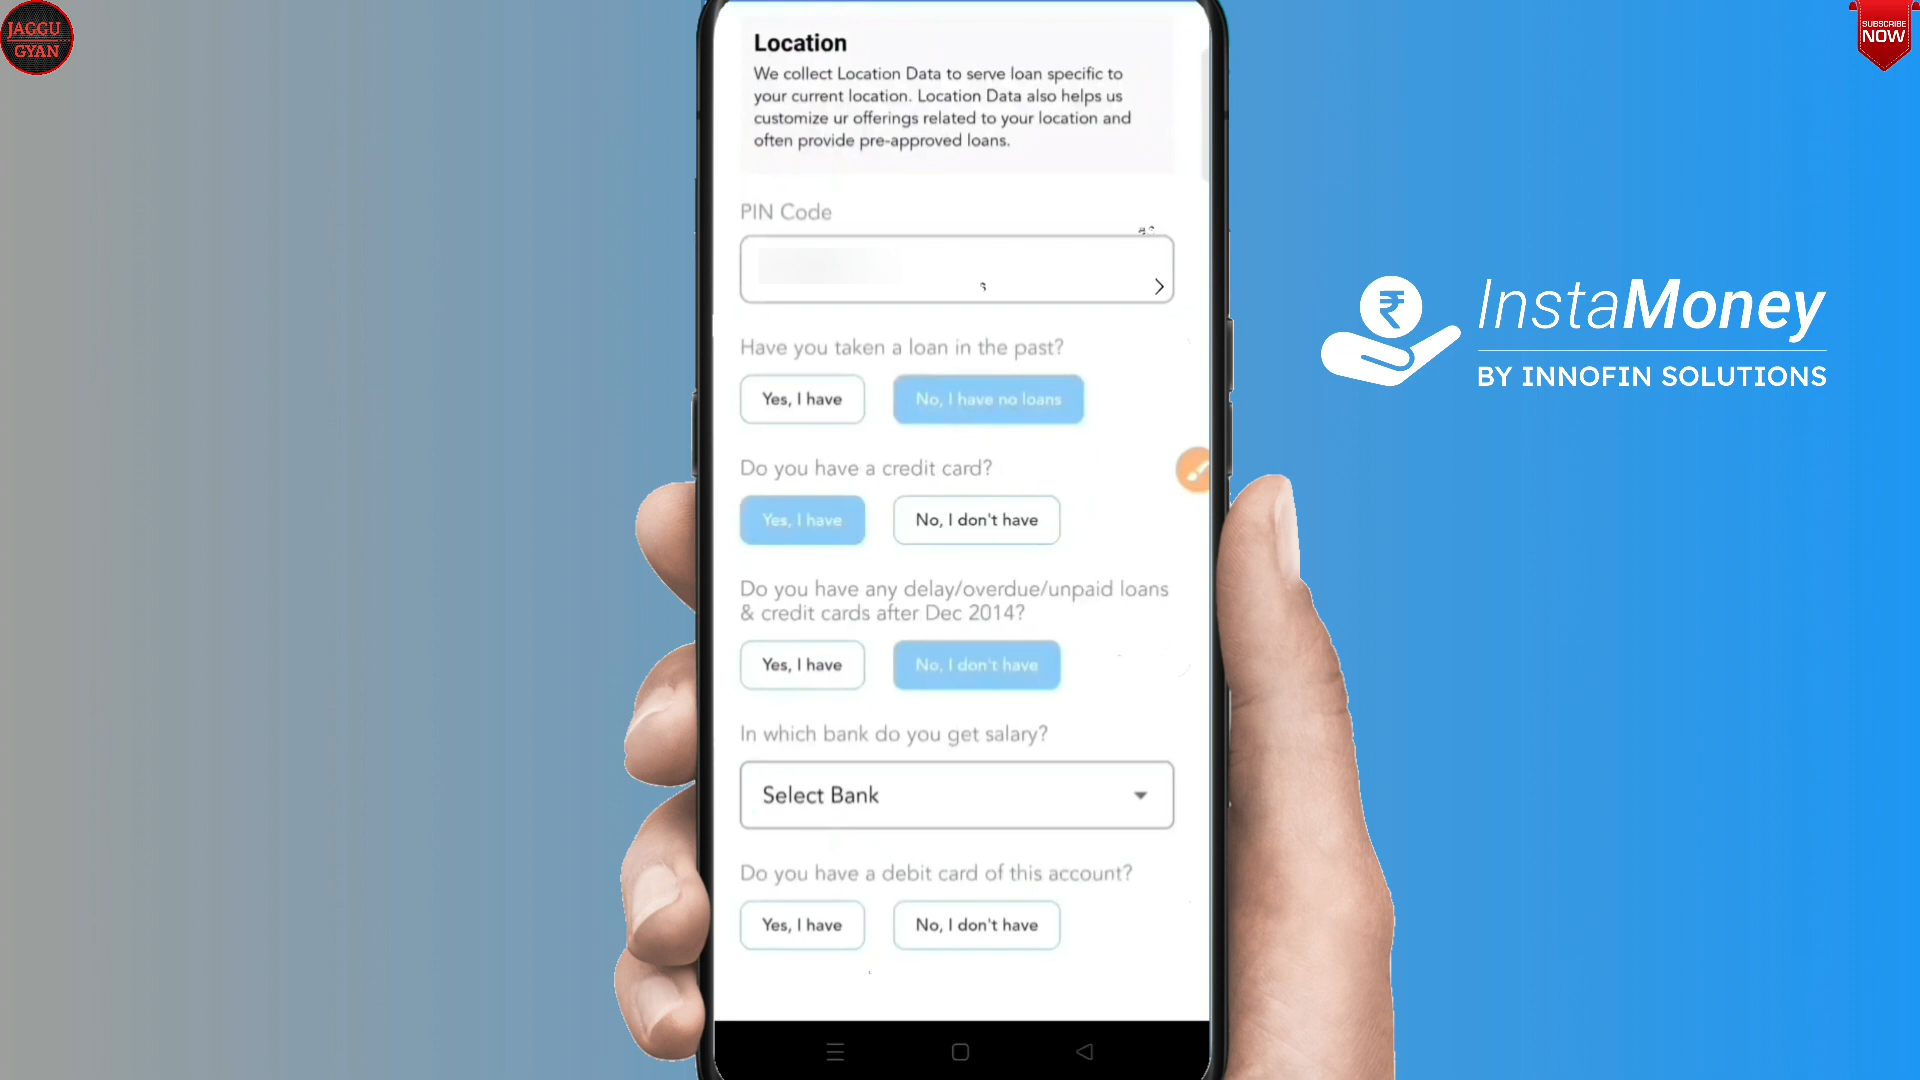 JAGGU
GYAN
SUBSCRIBE
NOW
Location
We collect Location Data to serve loan specific to
your current location. Location Data also helps us
customize ur offerings related to your location and
often provide pre-approved loans.
PIN Code
Have you taken a loan in the past?
Yes, I have
No, I have no loans
Do you have a credit card?
Yes, I have
No, I don't have
Do you have any delay/overdue/unpaid loans
& credit cards after Dec 2014?
Yes, I have
No, I don't have
In which bank do you get salary?
Select Bank
Do you have a debit card of this account?
Yes, I have
No, I don't have
₹
InstaMoney
BY INNOFIN SOLUTIONS